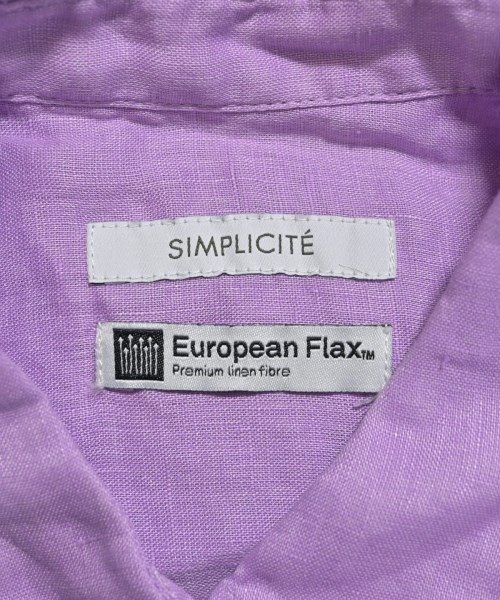 SIMPLICITÉ
European Flax™
Premium linen fibre